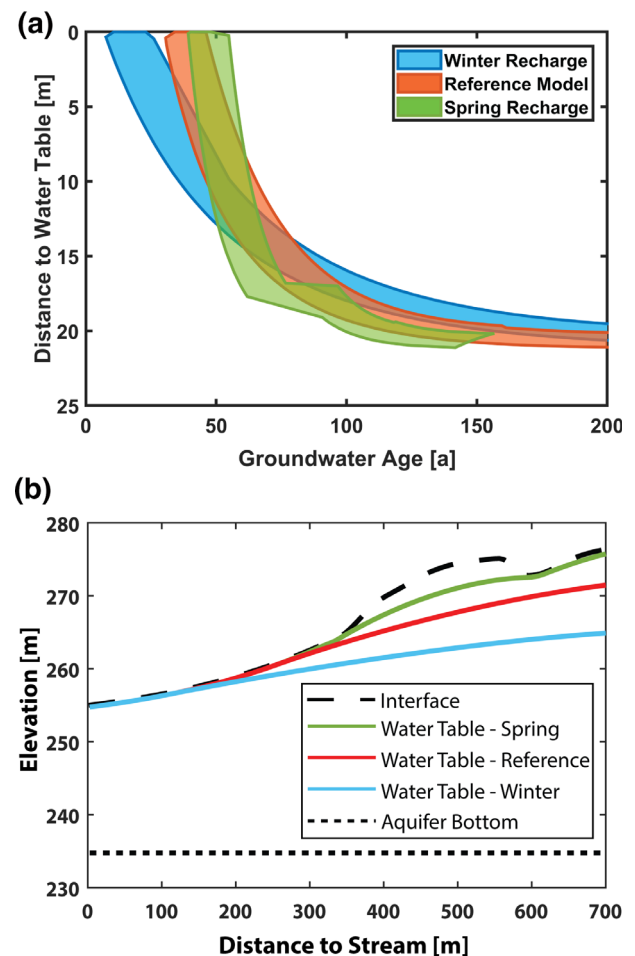 (a)
0
5
10
15
20
25
Distance to Water Table [m]
Winter Recharge
Reference Model
Spring Recharge
0 50 100 150 200
Groundwater Age [a]
(b)
280
270
260
250
240
230
Elevation [m]
Interface
Water Table - Spring
Water Table - Reference
Water Table - Winter
Aquifer Bottom
0 100 200 300 400 500 600 700
Distance to Stream [m]